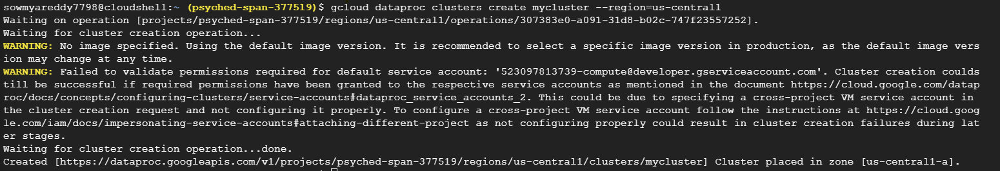 sowmyareddy7798@cloudshell:~ (psyched-span-377519)$ gcloud dataproc clusters create mycluster --region=us-central1
Waiting on operation [projects/psyched-span-377519/regions/us-central1/operations/307383e0-a091-31d8-b02c-747f23557252].
Waiting for cluster creation operation...
WARNING: No image specified. Using the default image version. It is recommended to select a specific image version in production, as the default image vers
ion may change at any time.
WARNING: Failed to validate permissions required for default service account: '523097813739-compute@developer.gserviceaccount.com'. Cluster creation coulds
till be successful if required permissions have been granted to the respective service accounts as mentioned in the document https://cloud.google.com/datap
roc/docs/concepts/configuring-clusters/service-accounts#dataproc_service_accounts_2. This could be due to specifying a cross-project VM service account in
the cluster creation request and not configuring it properly. To configure a cross-project VM service account follow the instructions at https://cloud.goog
le.com/iam/docs/impersonating-service-accounts#attaching-different-project as not configuring properly could result in cluster creation failures during lat
er stages.
Waiting for cluster creation operation...done.
Created [https://dataproc.googleapis.com/v1/projects/psyched-span-377519/regions/us-central1/clusters/mycluster] Cluster placed in zone [us-central1-a].